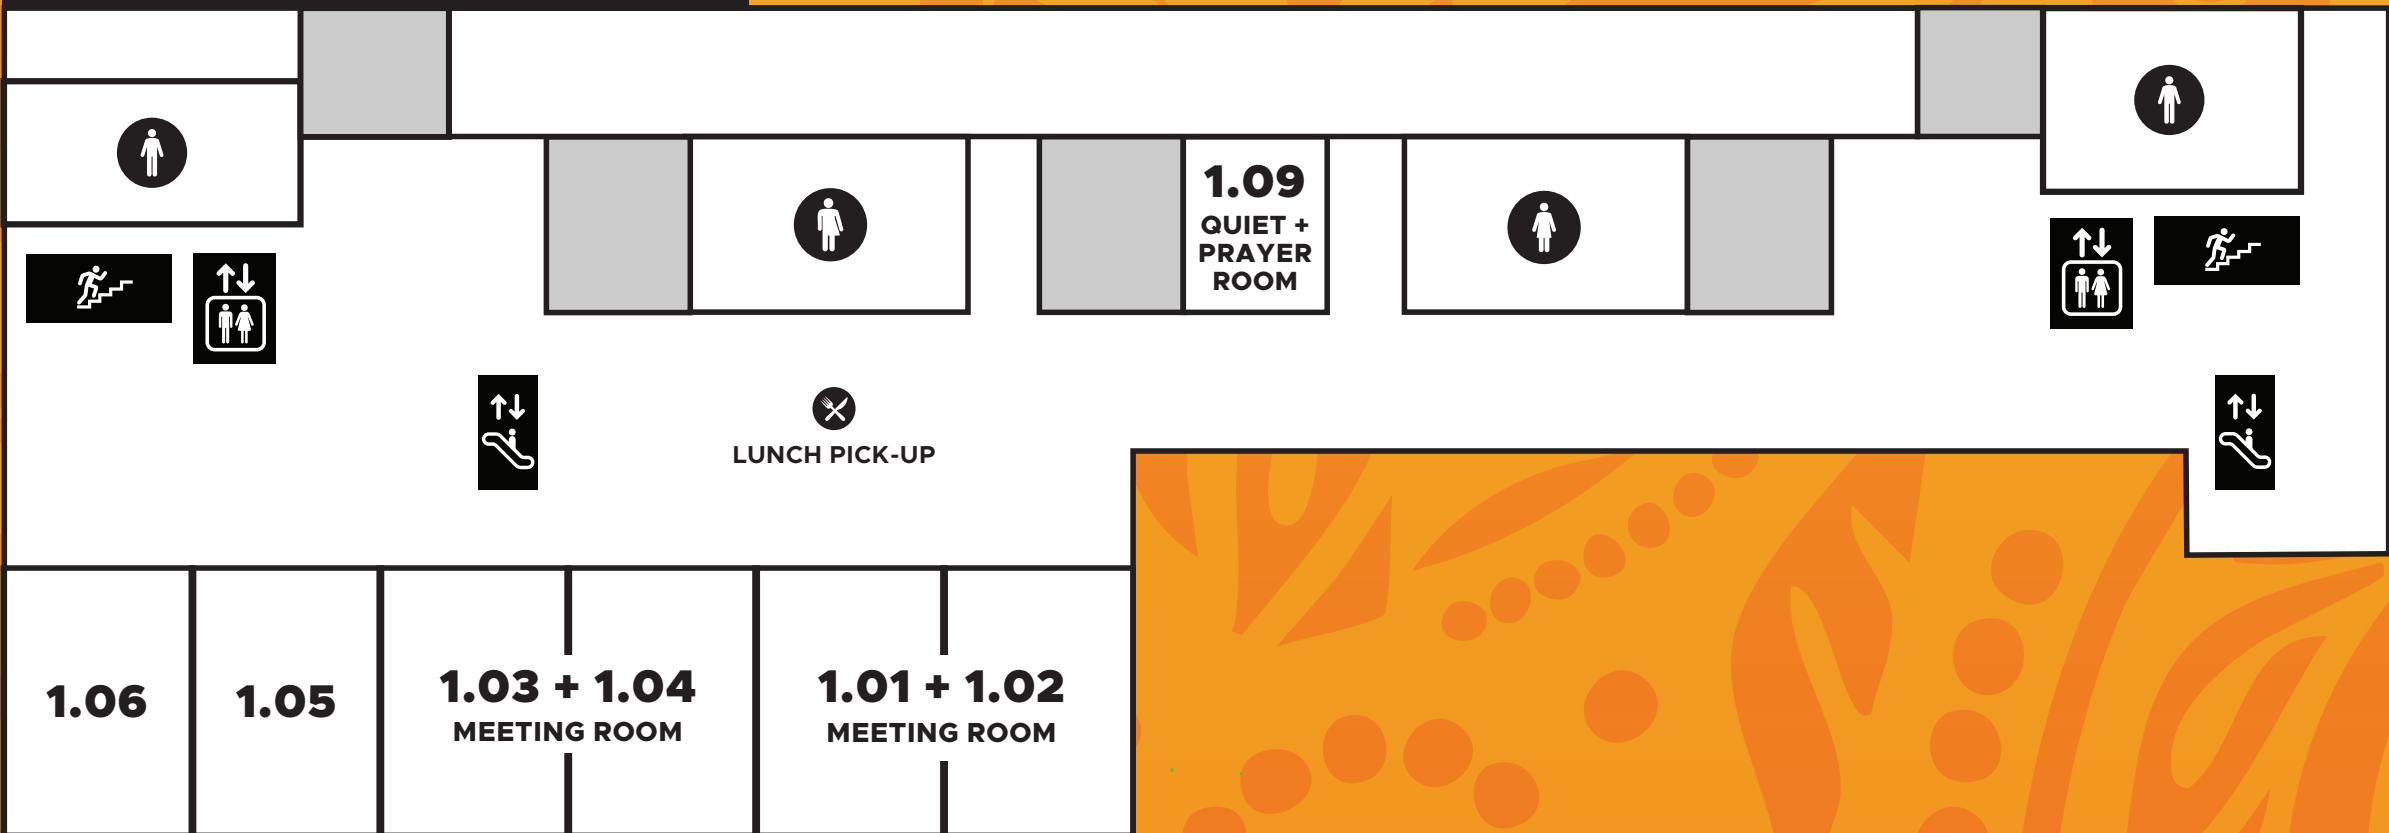 1.09
QUIET +
PRAYER
ROOM
LUNCH PICK-UP
1.06
1.05
1.03 + 1.04
MEETING ROOM
1.01 + 1.02
MEETING ROOM